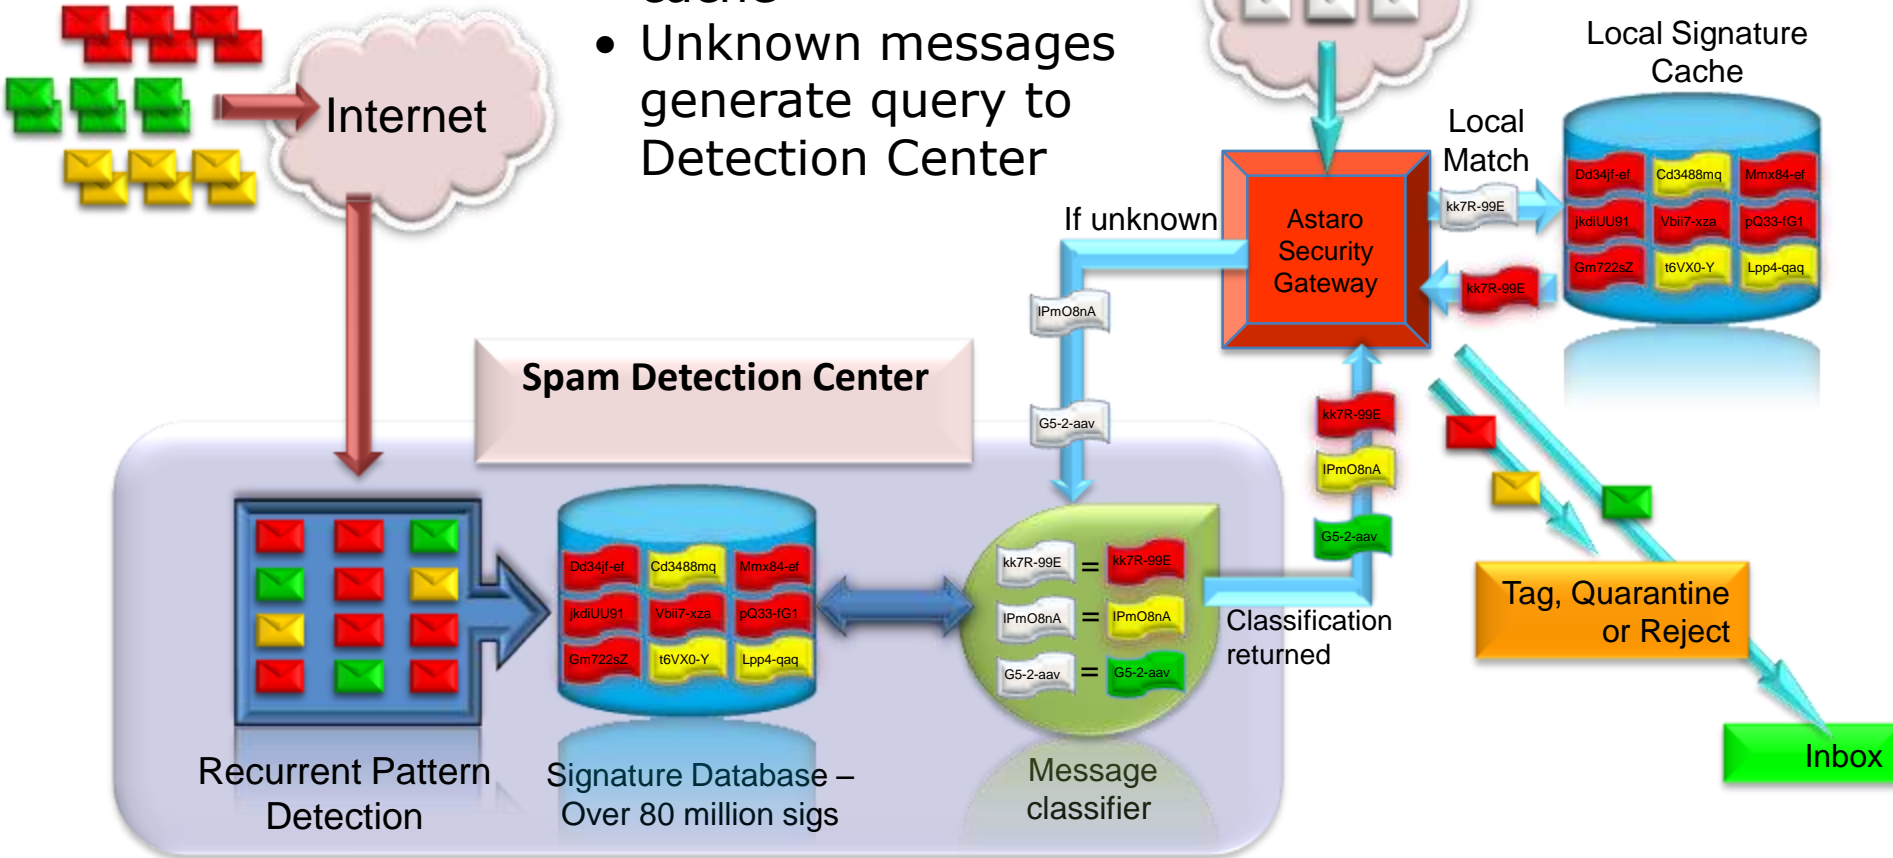 cache
• Unknown messages
generate query to
Detection Center
Internet
Local Signature
Cache
Local
Match
kk7R-99E
Dd34jf-ef
Cd3488mq
Mmx84-ef
jkdiUU91
Vbii7-xza
pQ33-fG1
Gm722sZ
t6VX0-Y
Lpp4-qaq
kk7R-99E
If unknown
Astaro
Security
Gateway
IPmO8nA
G5-2-aav
Spam Detection Center
kk7R-99E
IPmO8nA
G5-2-aav
Dd34jf-ef
Cd3488mq
Mmx84-ef
jkdiUU91
Vbii7-xza
pQ33-fG1
Gm722sZ
t6VX0-Y
Lpp4-qaq
kk7R-99E = kk7R-99E
IPmO8nA = IPmO8nA
G5-2-aav = G5-2-aav
Classification
returned
Tag, Quarantine
or Reject
Inbox
Recurrent Pattern
Detection
Signature Database –
Over 80 million sigs
Message
classifier